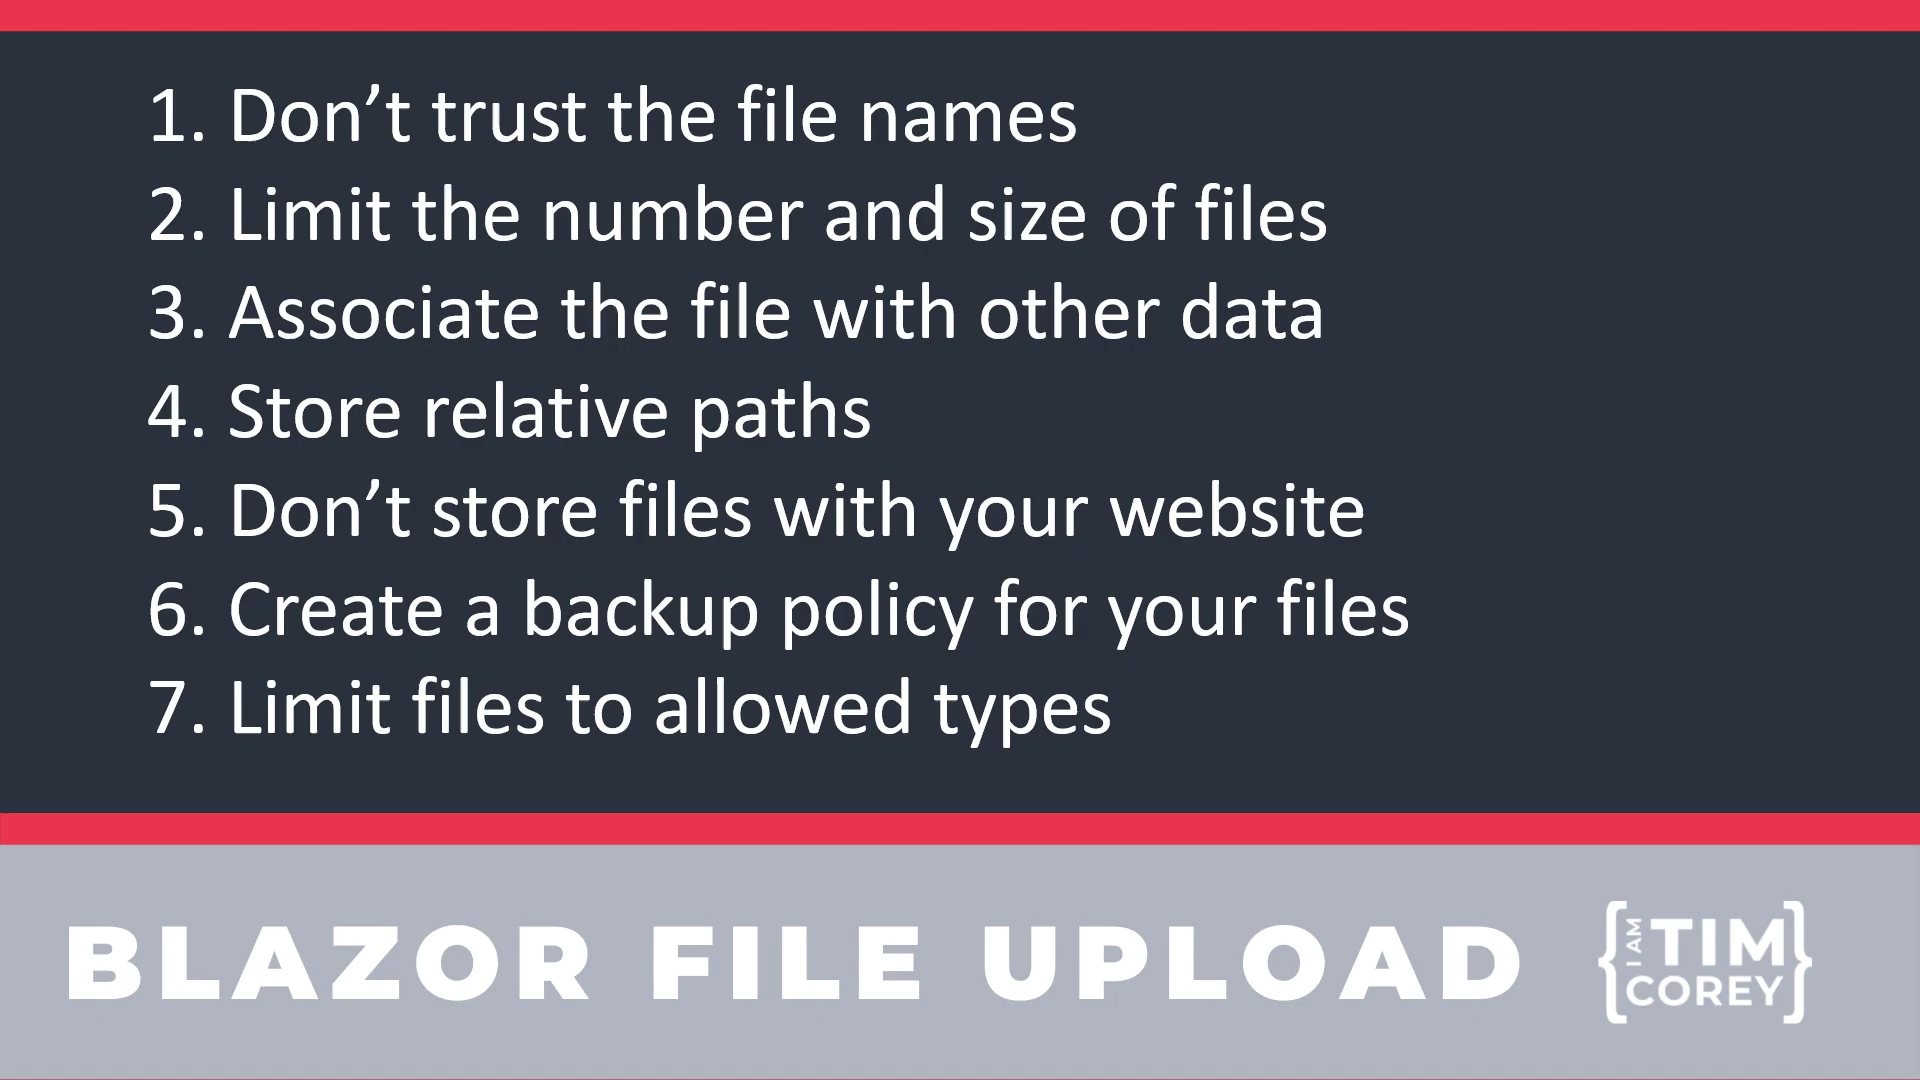 1. Don’t trust the file names
2. Limit the number and size of files
3. Associate the file with other data
4. Store relative paths
5. Don’t store files with your website
6. Create a backup policy for your files
7. Limit files to allowed types
BLAZOR FILE UPLOAD
{I AM TIM
COREY}